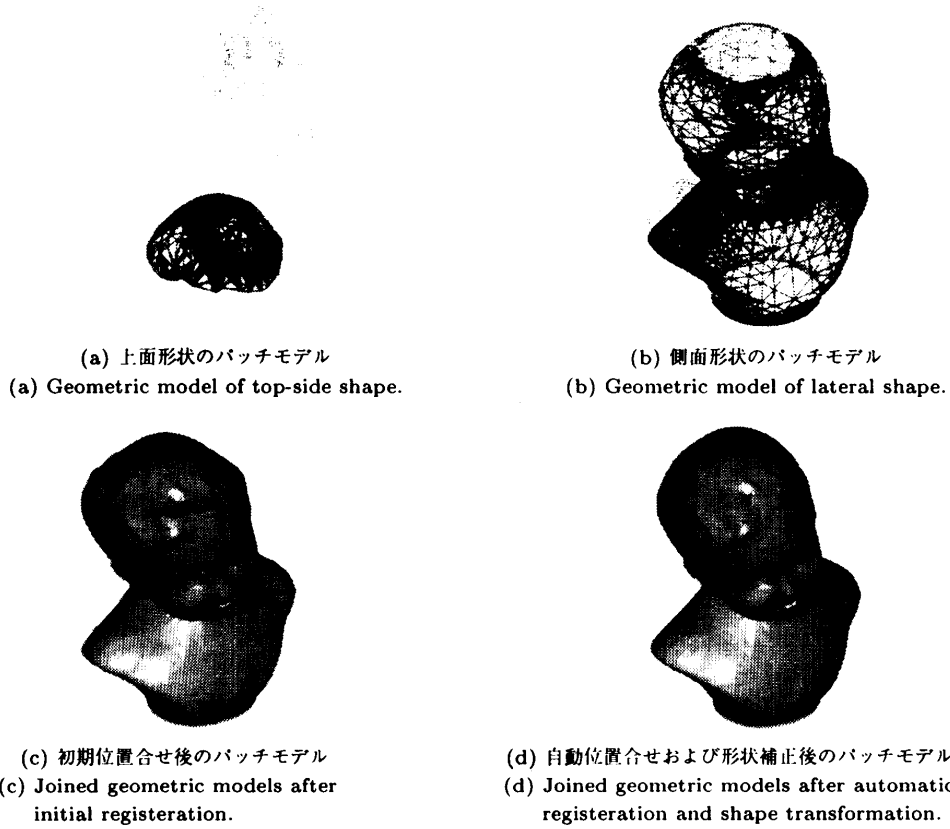 (a) 上面形状のパッチモデル
(a) Geometric model of top-side shape.
(b) 側面形状のパッチモデル
(b) Geometric model of lateral shape.
(c) 初期位置合せ後のパッチモデル
(c) Joined geometric models after
initial registeration.
(d) 自動位置合せおよび形状補正後のパッチモデル
(d) Joined geometric models after automatic
registeration and shape transformation.